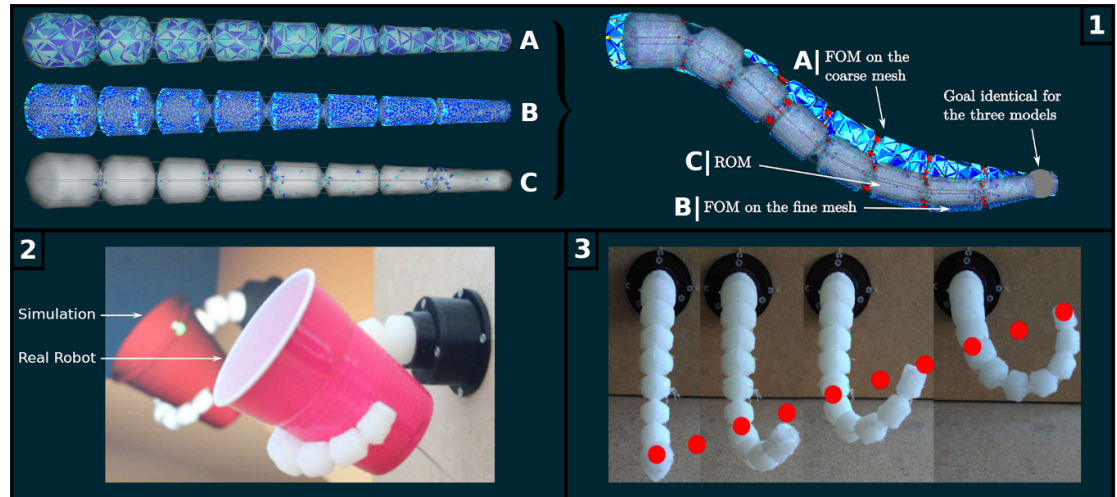 A
B
C
1
A FOM on the
coarse mesh
Goal identical for
the three models
C ROM
B FOM on the fine mesh
2
Simulation
Real Robot
3